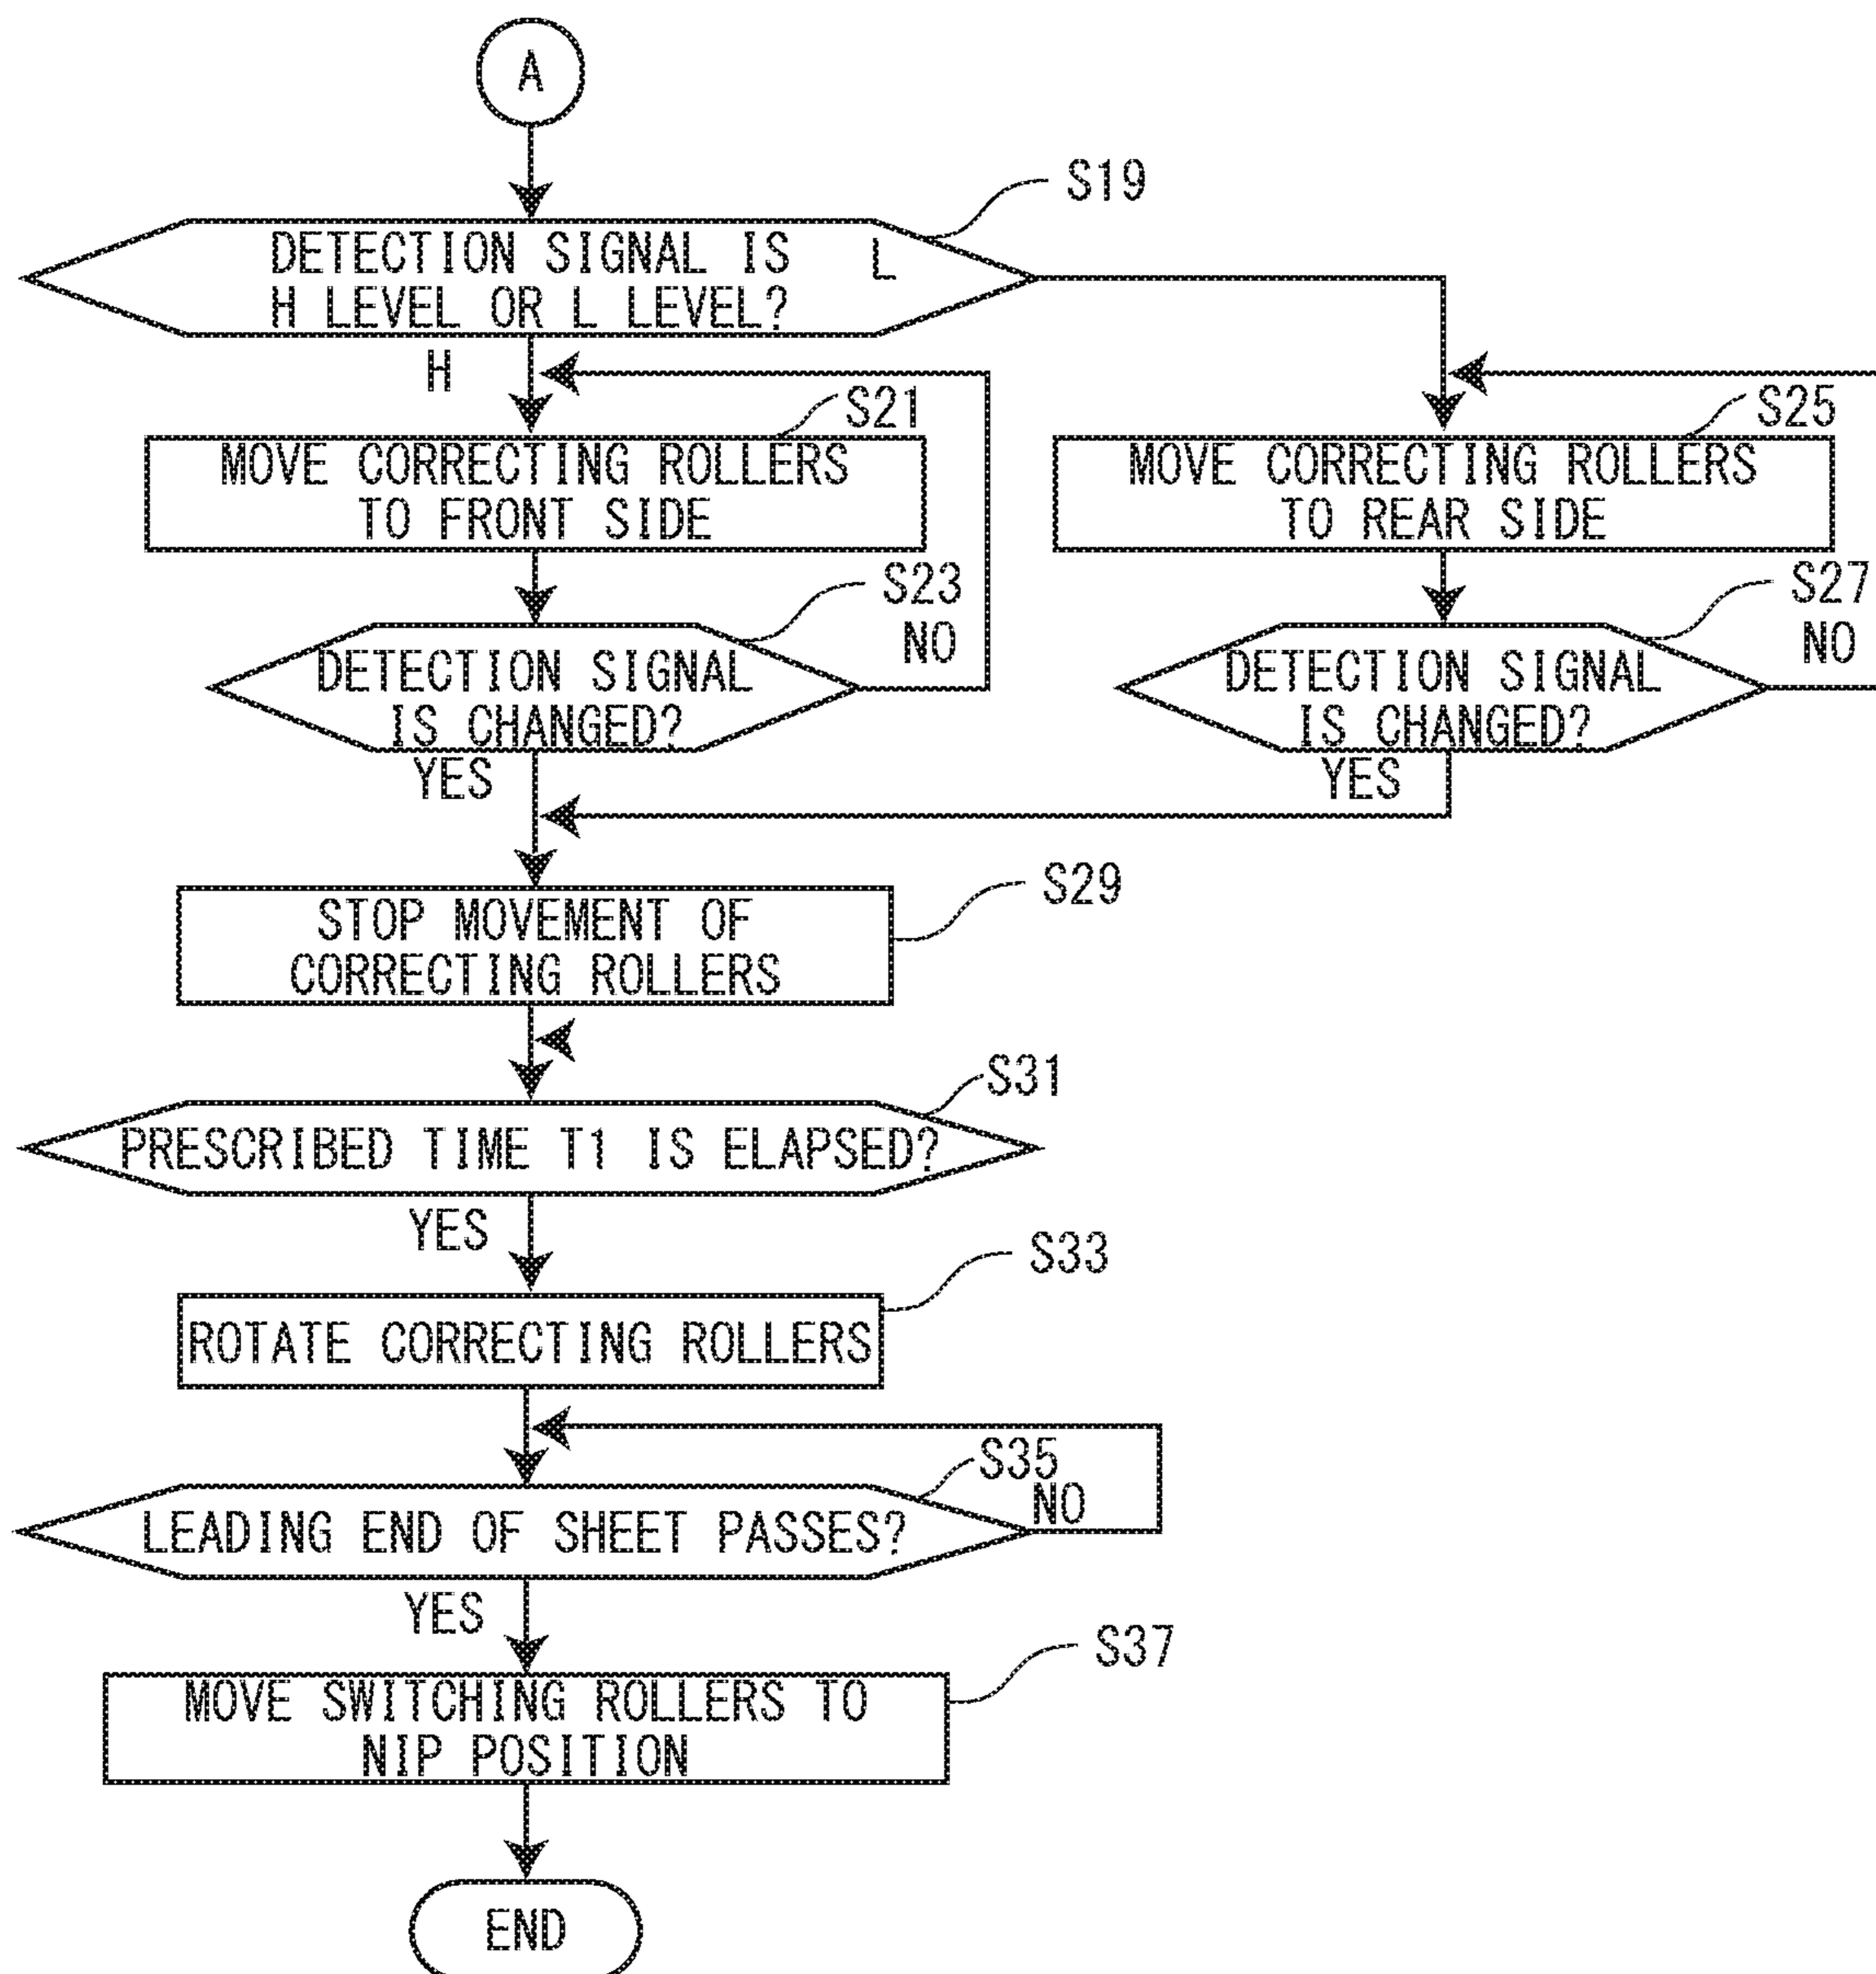 A
S19
DETECTION SIGNAL IS
H LEVEL OR L LEVEL?
L
H
S21
MOVE CORRECTING ROLLERS
TO FRONT SIDE
S25
MOVE CORRECTING ROLLERS
TO REAR SIDE
S23
NO
DETECTION SIGNAL
IS CHANGED?
YES
S27
NO
DETECTION SIGNAL
IS CHANGED?
YES
S29
STOP MOVEMENT OF
CORRECTING ROLLERS
S31
PRESCRIBED TIME T1 IS ELAPSED?
YES
S33
ROTATE CORRECTING ROLLERS
S35
NO
LEADING END OF SHEET PASSES?
YES
S37
MOVE SWITCHING ROLLERS TO
NIP POSITION
END